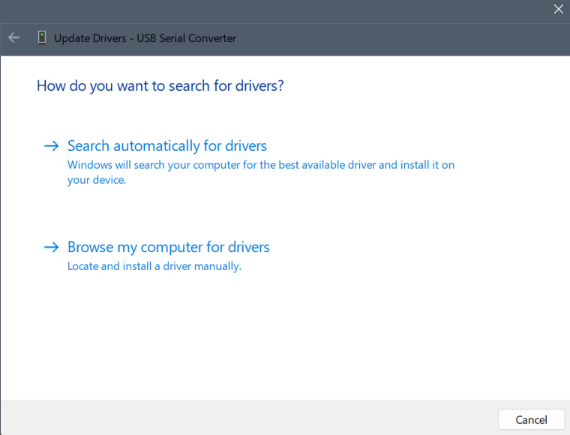 Update Drivers - USB Serial Converter
How do you want to search for drivers?
Search automatically for drivers
Windows will search your computer for the best available driver and install it on
your device.
Browse my computer for drivers
Locate and install a driver manually.
Cancel